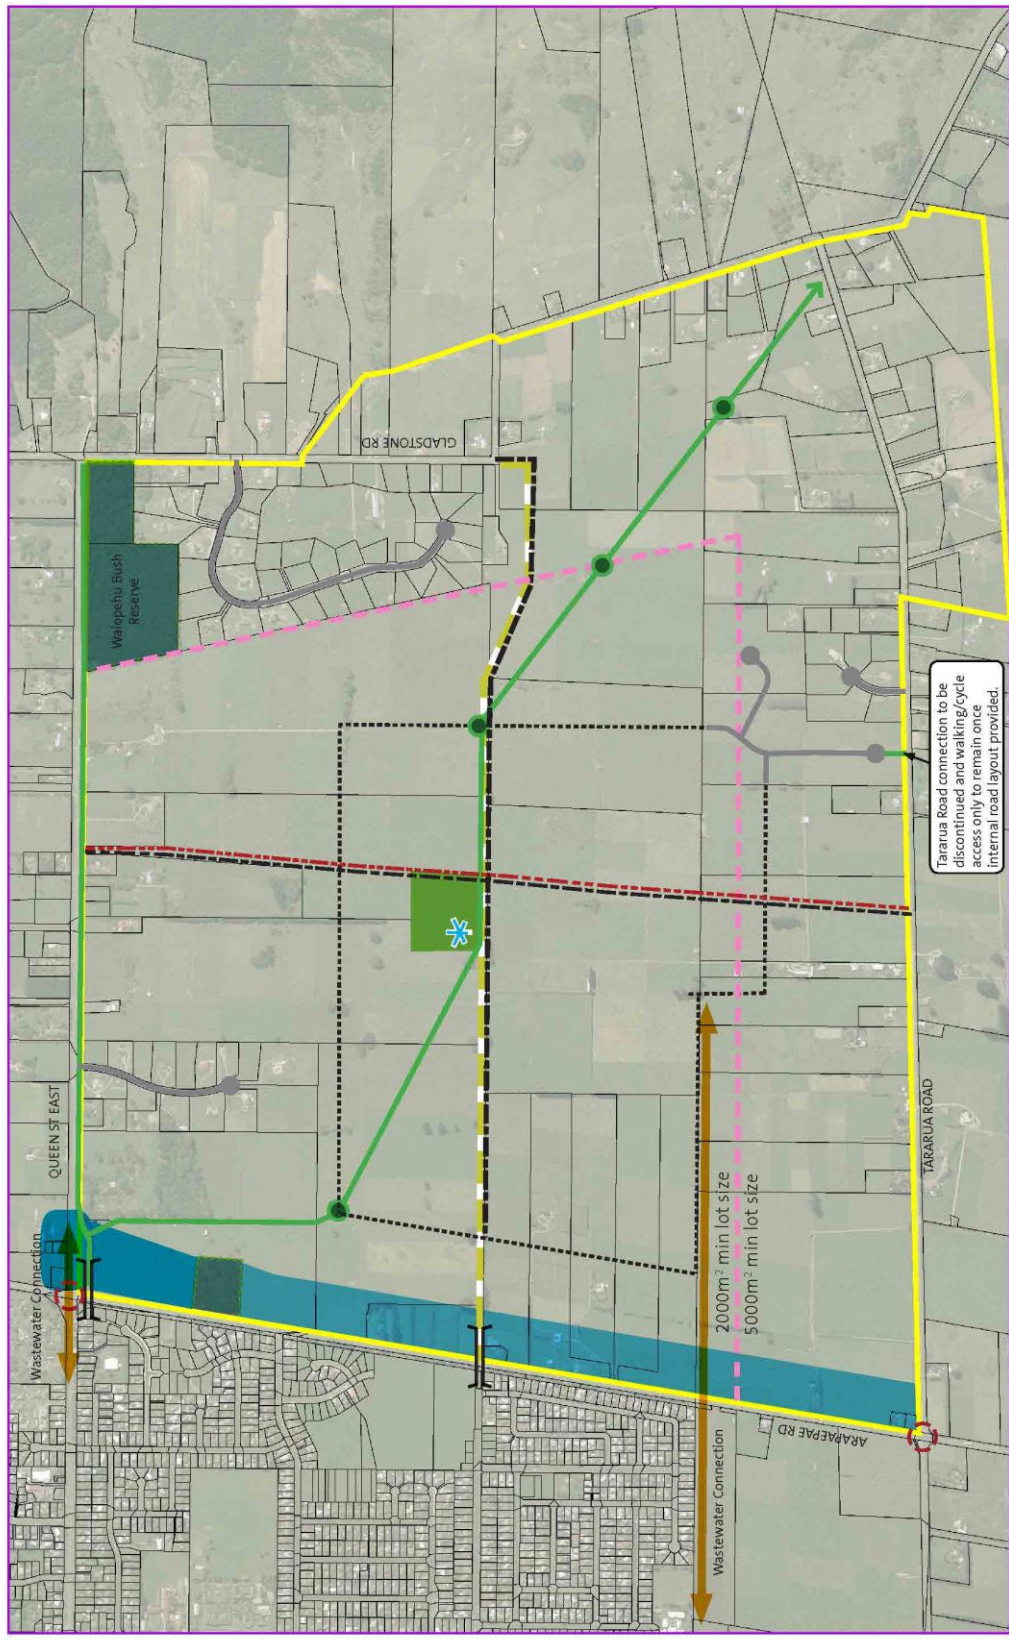 GLADSTONE RD
Waiopehu Bush
Reserve
QUEEN ST EAST
Wastewater Connection
Tararua Road connection to be
discontinued and walking/cycle
access only to remain once
internal road layout provided.
TARARUA ROAD
2000m² min lot size
5000m² min lot size
ARAPAEPAE RD
Wastewater Connection